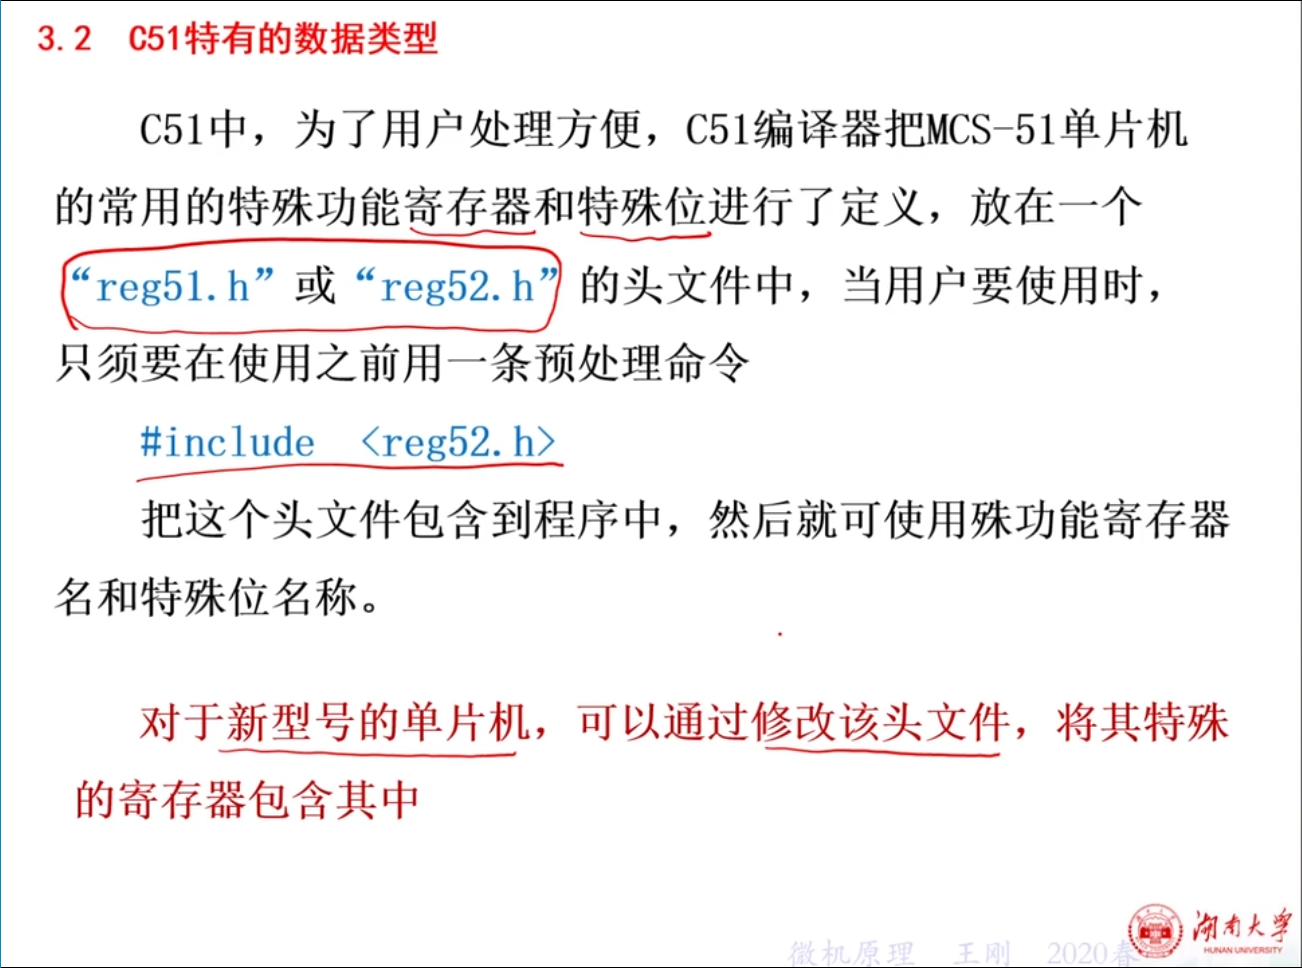 3.2 C51特有的数据类型
C51中，为了用户处理方便，C51编译器把MCS-51单片机
的常用的特殊功能寄存器和特殊位进行了定义，放在一个
“reg51.h”或“reg52.h”的头文件中，当用户要使用时，
只须要在使用之前用一条预处理命令
#include <reg52.h>
把这个头文件包含到程序中，然后就可使用殊功能寄存器
名和特殊位名称。
对于新型号的单片机，可以通过修改该头文件，将其特殊
的寄存器包含其中
湖南大学
HUNAN UNIVERSITY
微机原理 王刚 2020春